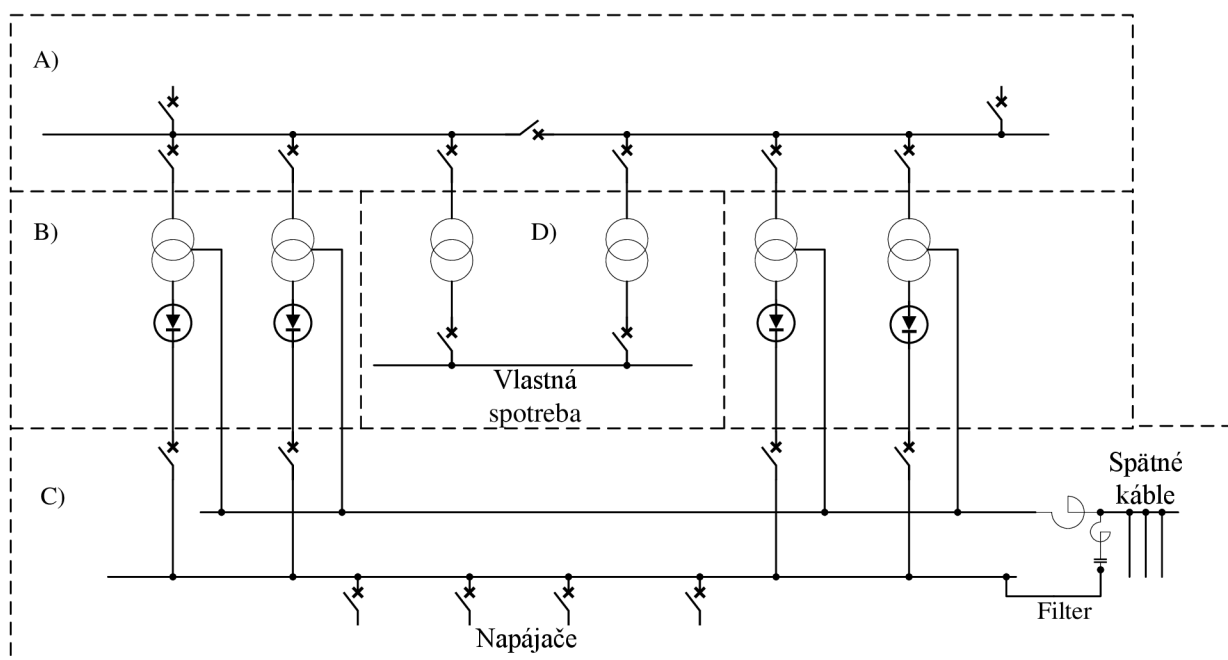 A)
B)
D)
Vlastná
spotreba
C)
Spätné
káble
Napájače
Filter